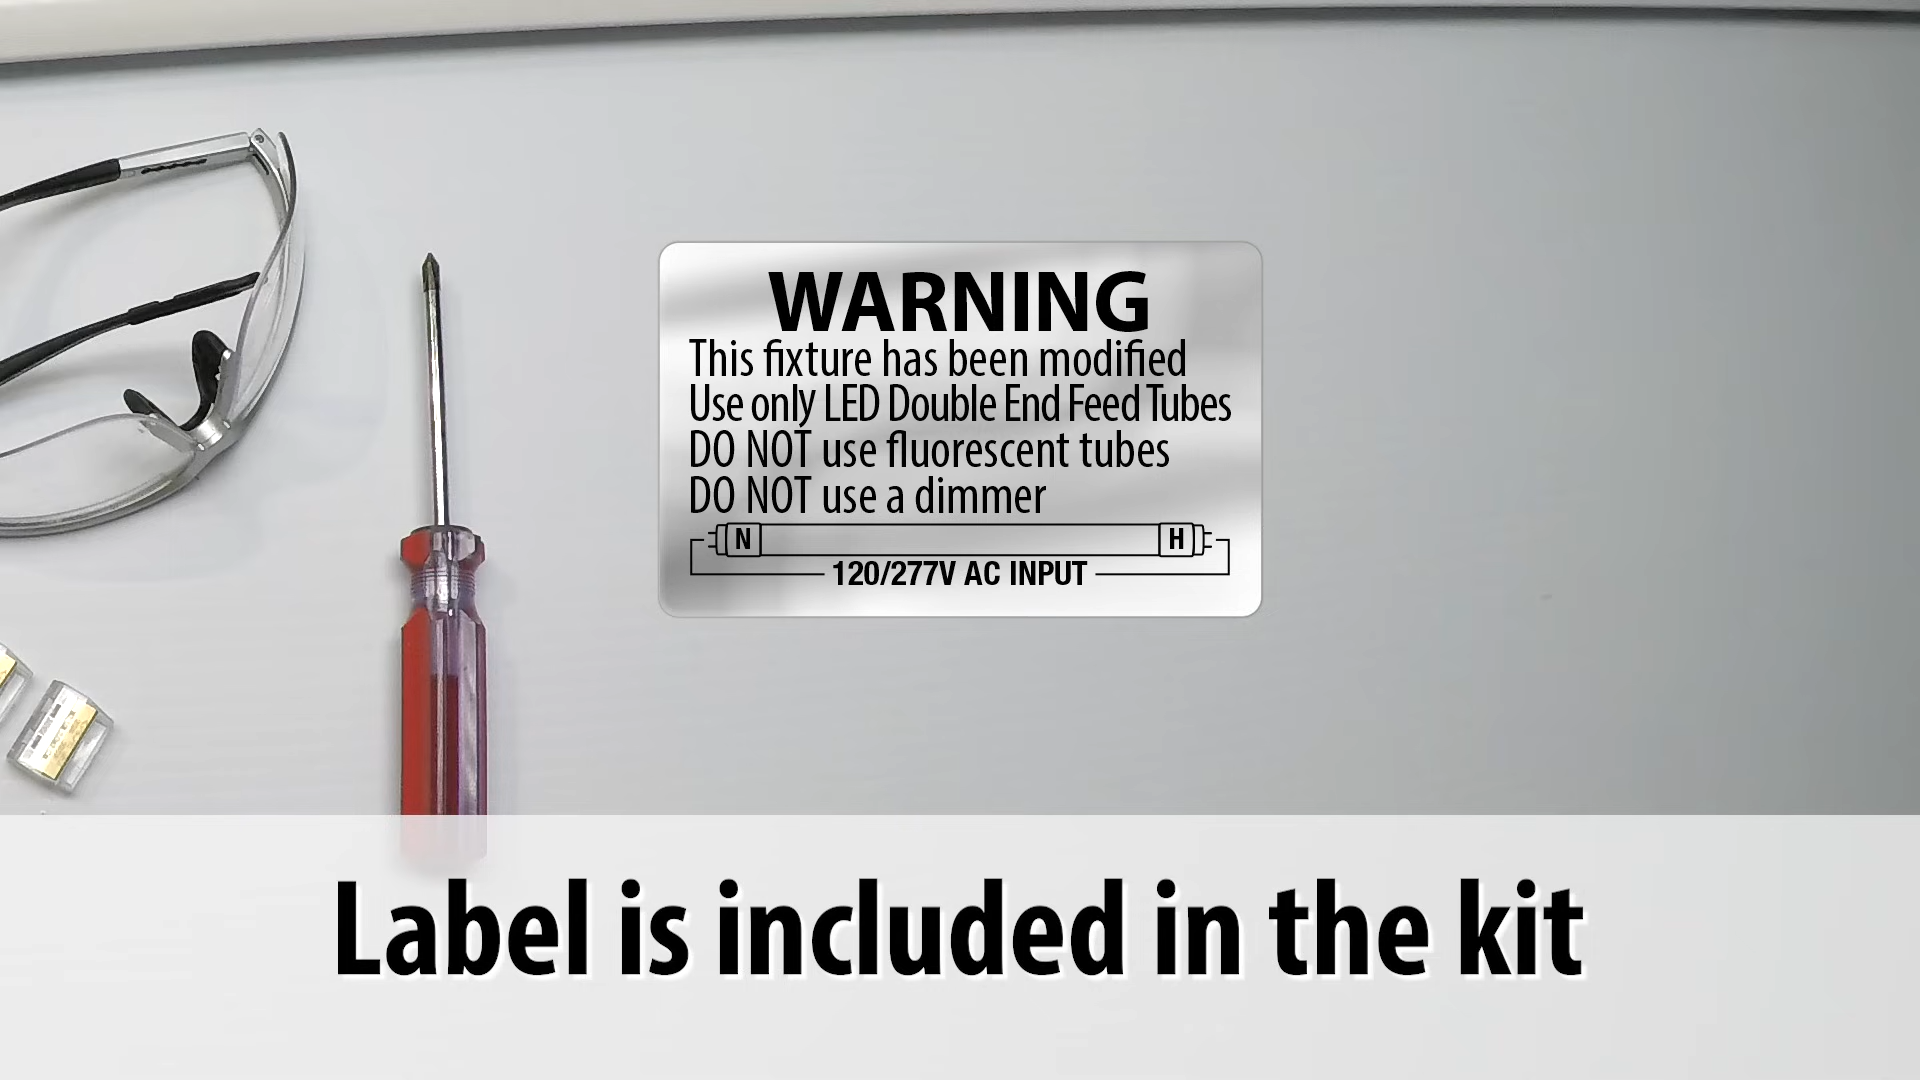 WARNING
This fixture has been modified
Use only LED Double End Feed Tubes
DO NOT use fluorescent tubes
DO NOT use a dimmer
N H
120/277V AC INPUT
Label is included in the kit